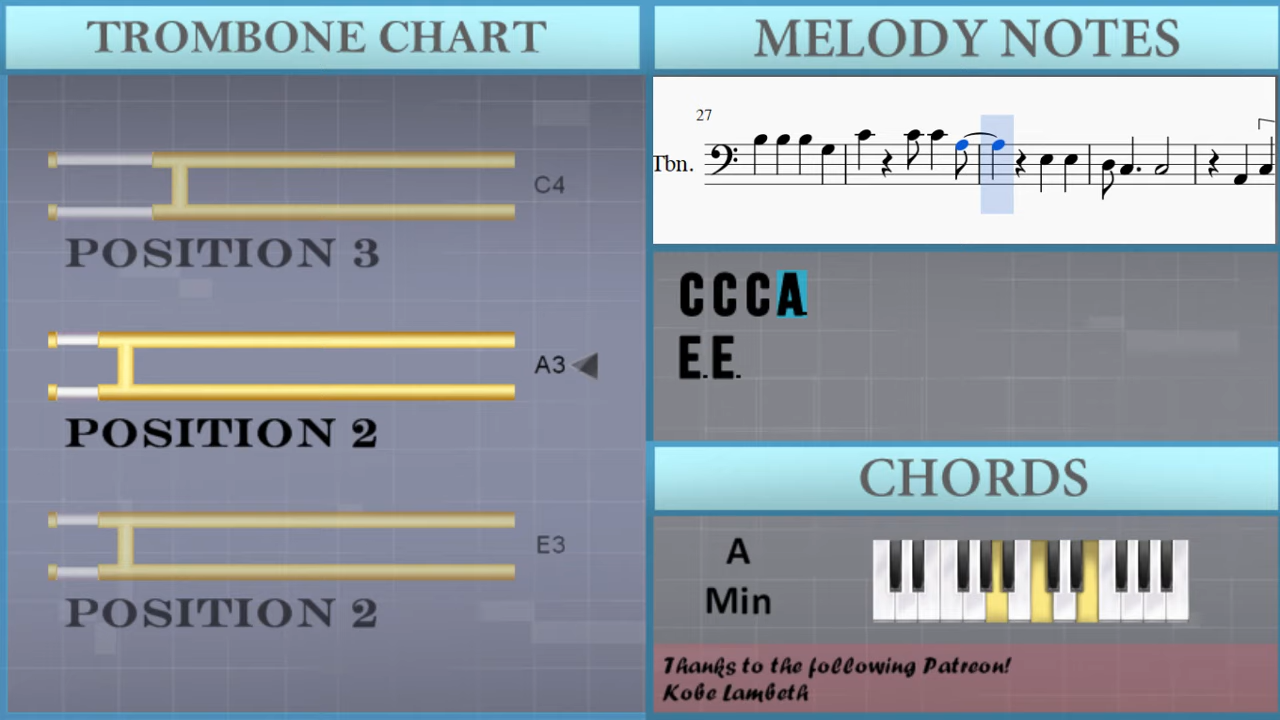 TROMBONE CHART
C4
POSITION 3
A3
POSITION 2
E3
POSITION 2
MELODY NOTES
27
Tbn.
C C C A
E. E.
CHORDS
A
Min
Thanks to the following Patreon!
Kobe Lambeth